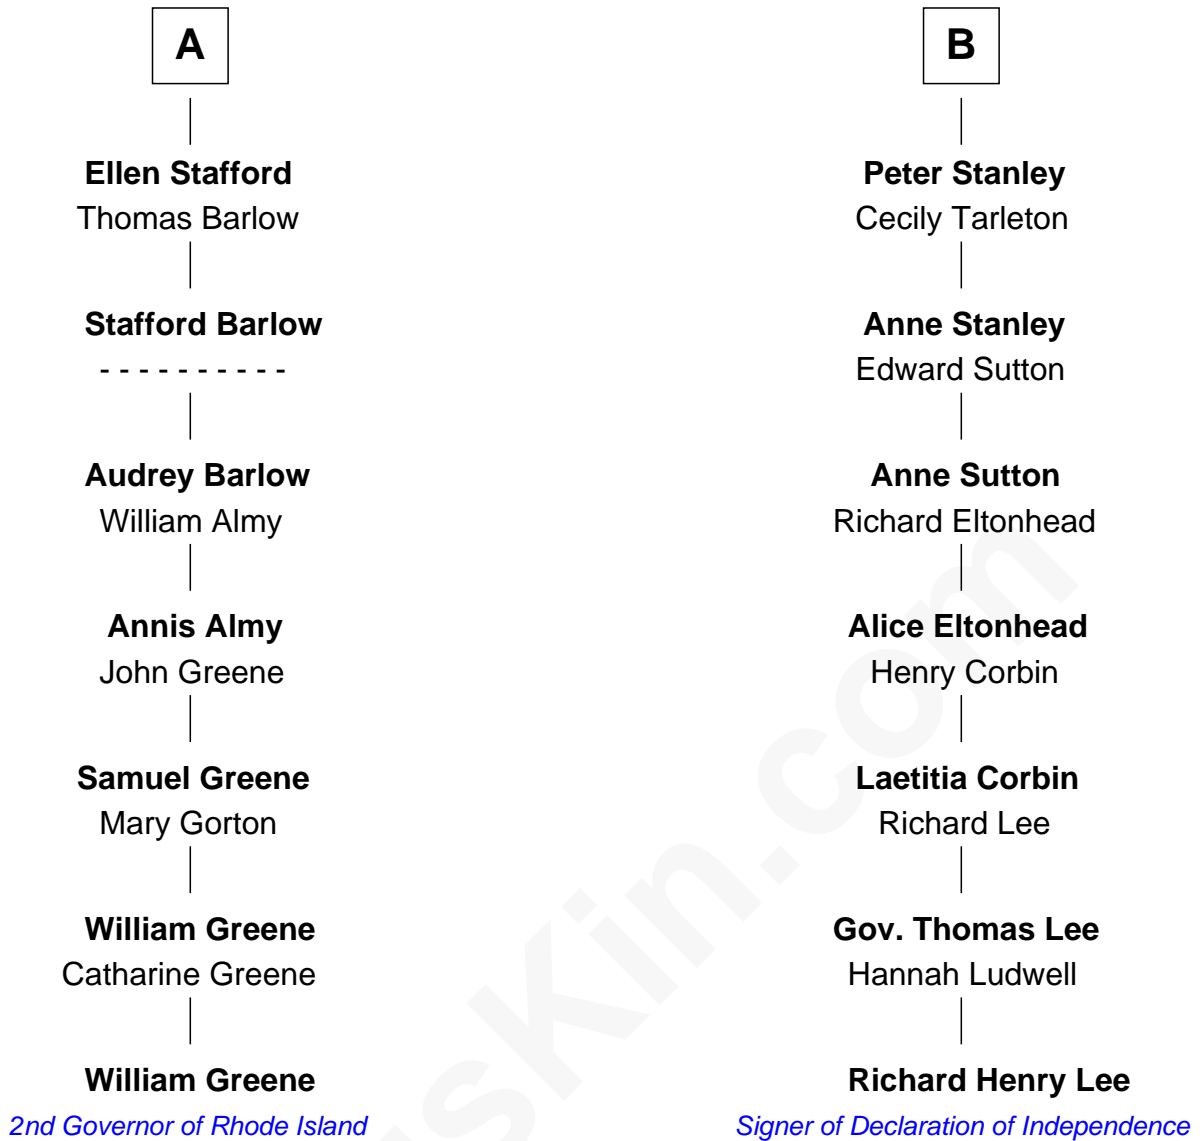 A
Ellen Stafford
Thomas Barlow
Stafford Barlow
- - - - - - - - - -
Audrey Barlow
William Almy
Annis Almy
John Greene
Samuel Greene
Mary Gorton
William Greene
Catharine Greene
William Greene
2nd Governor of Rhode Island
B
Peter Stanley
Cecily Tarleton
Anne Stanley
Edward Sutton
Anne Sutton
Richard Eltonhead
Alice Eltonhead
Henry Corbin
Laetitia Corbin
Richard Lee
Gov. Thomas Lee
Hannah Ludwell
Richard Henry Lee
Signer of Declaration of Independence